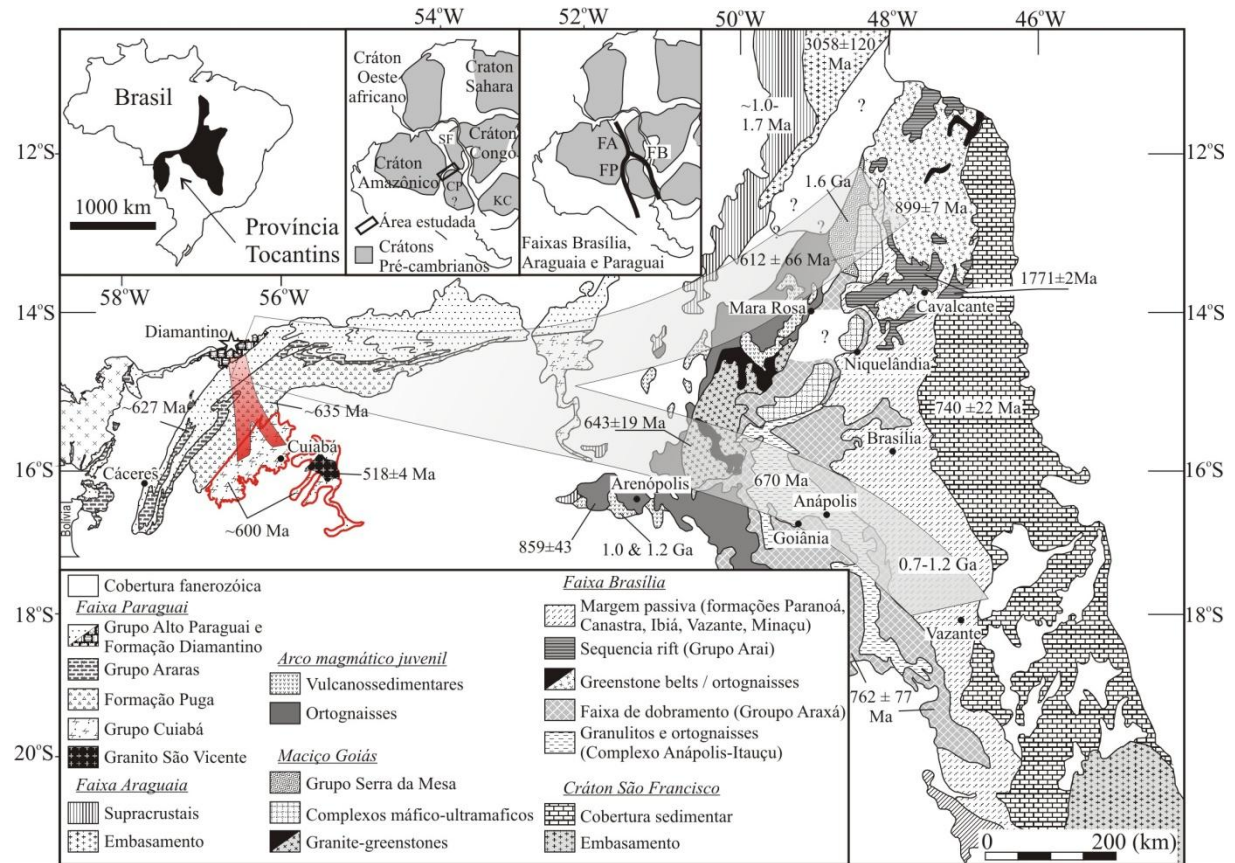 54°W
52°W
50°W
48°W
46°W
Brasil
1000 km
Província
Tocantins
Cráton
Oeste
africano
Craton
Sahara
SF
Cráton
Congo
Cráton
Amazônico
CP
?
KC
Área estudada
Crátons
Pré-cambrianos
FA
FB
FP
Faixas Brasília,
Araguaia e Paraguai
3058±120
Ma
~1.0-
1.7 Ma
?
12°S
12°S
1.6 Ga
?
899±7 Ma
?
?
612 ± 66 Ma
1771±2Ma
58°W
56°W
14°S
14°S
Mara Rosa
Cavalcante
Diamantino
?
Niquelândia
~627 Ma
~635 Ma
643±19 Ma
740 ±22 Ma
Brasília
Cuiabá
16°S
16°S
Cáceres
518±4 Ma
670 Ma
Arenópolis
Anápolis
Bolívia
~600 Ma
Goiânia
859±43
1.0 & 1.2 Ga
0.7-1.2 Ga
18°S
18°S
Vazante
762 ± 77
Ma
20°S
20°S
Cobertura fanerozóica
Faixa Paraguai
Grupo Alto Paraguai e
Formação Diamantino
Grupo Araras
Formação Puga
Grupo Cuiabá
Granito São Vicente
Faixa Araguaia
Supracrustais
Embasamento
Arco magmático juvenil
Vulcanossedimentares
Ortognaisses
Maciço Goiás
Grupo Serra da Mesa
Complexos máfico-ultramaficos
Granite-greenstones
Faixa Brasília
Margem passiva (formações Paranoá,
Canastra, Ibiá, Vazante, Minaçu)
Sequencia rift (Grupo Arai)
Greenstone belts / ortognaisses
Faixa de dobramento (Groupo Araxá)
Granulitos e ortognaisses
(Complexo Anápolis-Itauçu)
Cráton São Francisco
Cobertura sedimentar
Embasamento
0 200 (km)